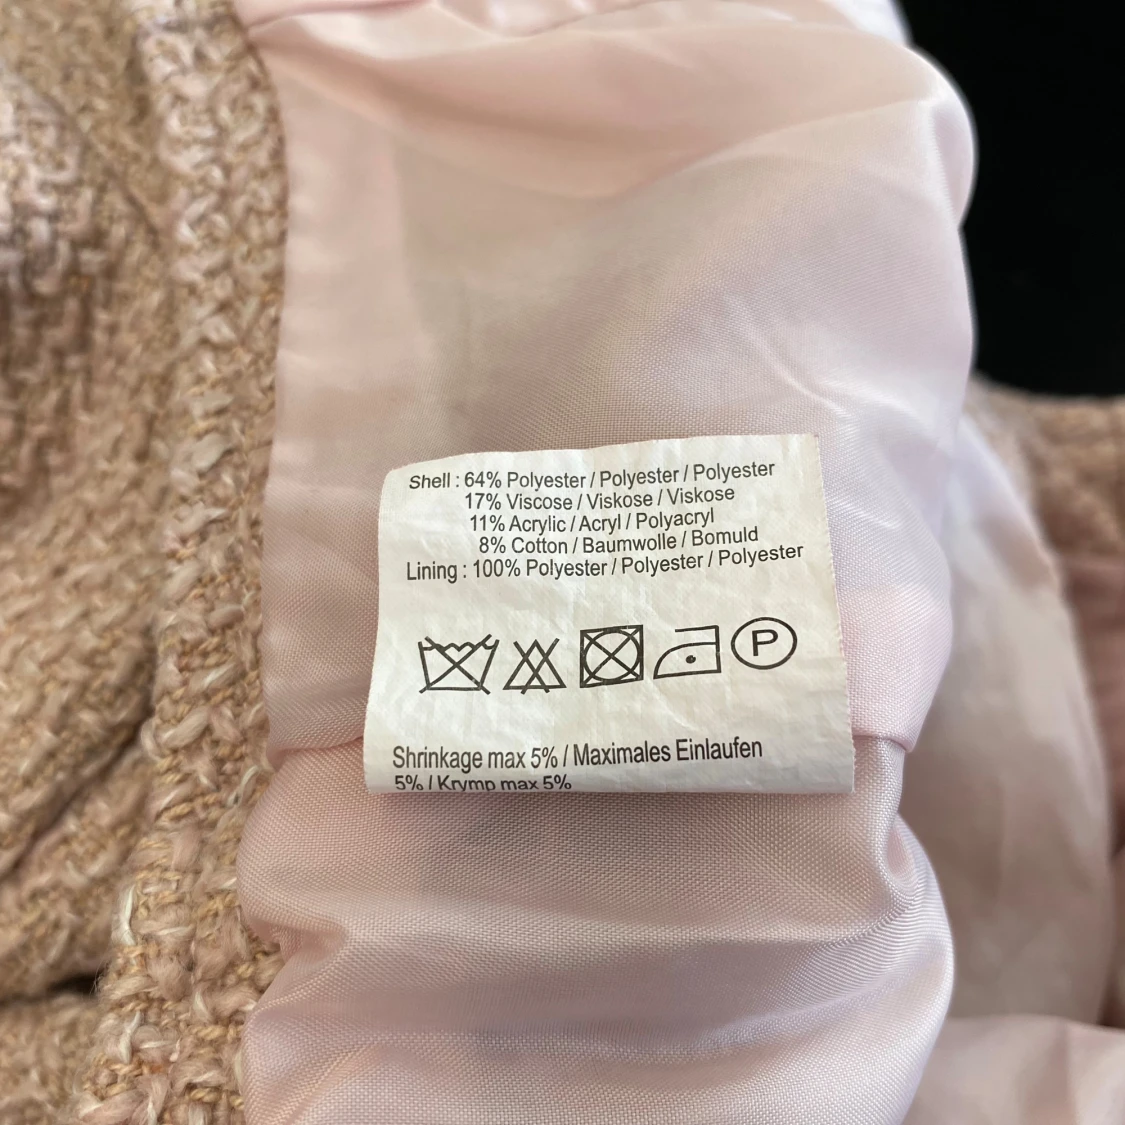 Shell : 64% Polyester / Polyester / Polyester
17% Viscose / Viskose / Viskose
11% Acrylic / Acryl / Polyacryl
8% Cotton / Baumwolle / Bomuld
Lining : 100% Polyester / Polyester / Polyester
P
Shrinkage max 5% / Maximales Einlaufen
5% / Krymp max 5%